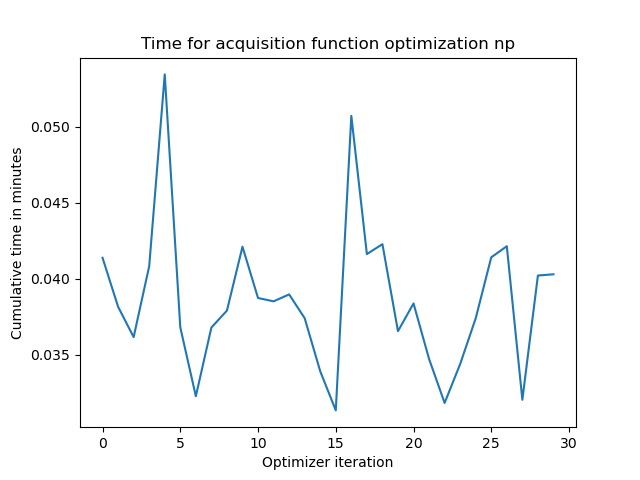 Time for acquisition function optimization np
Cumulative time in minutes
0.050
0.045
0.040
0.035
0 5 10 15 20 25 30
Optimizer iteration